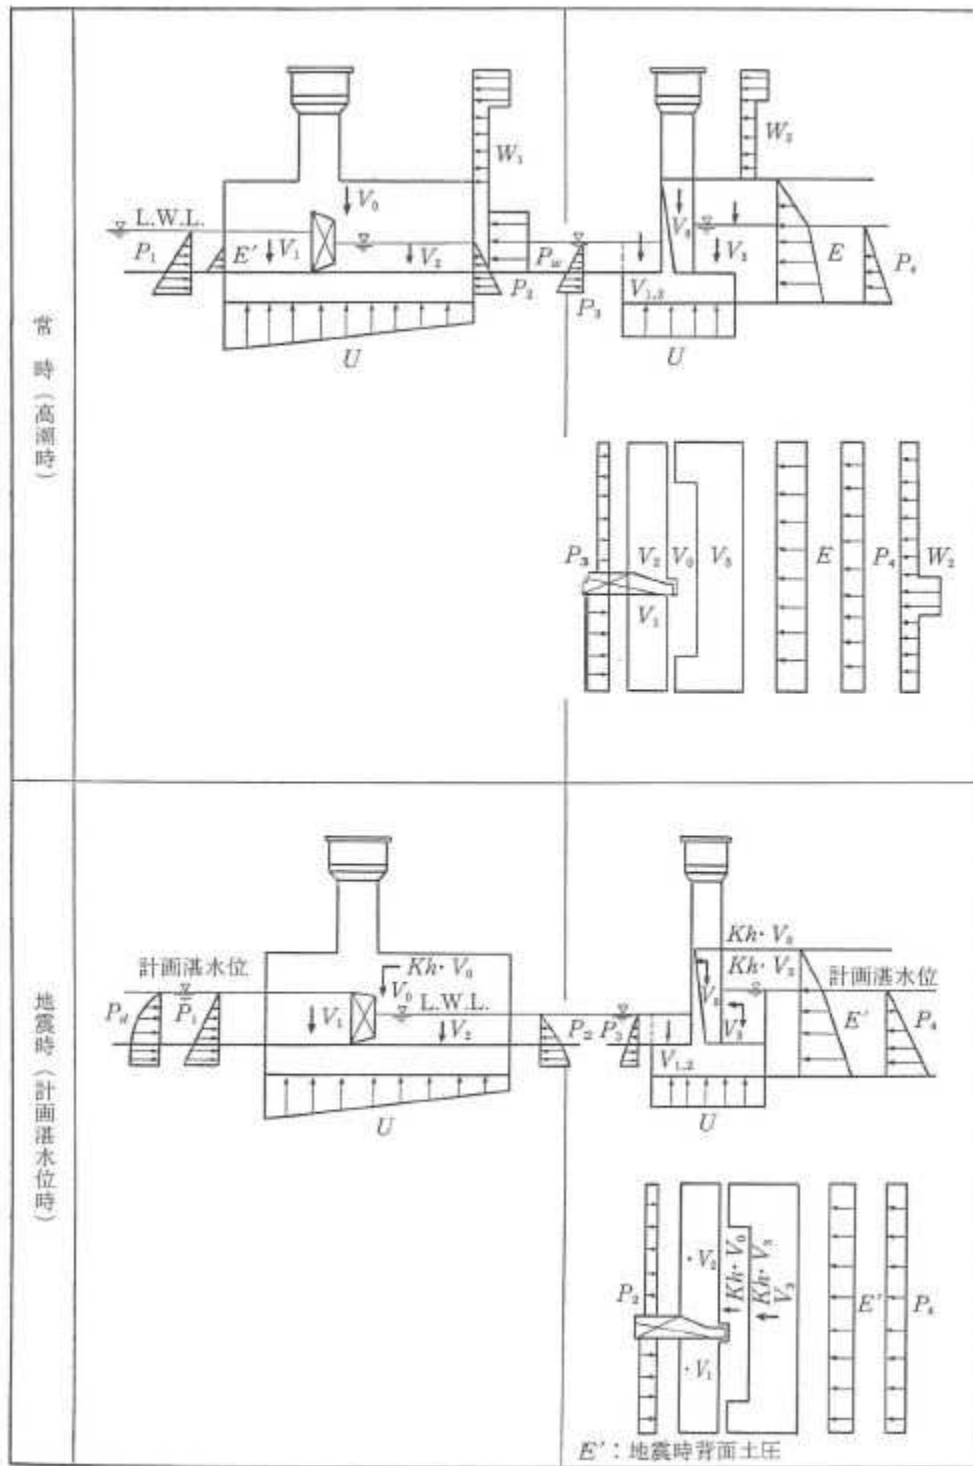 常時(高潮時)
W₁
W₂
V₀
L.W.L.
P₁
E'
V₁
V₂
P𝓌
P₂
P₃
V₁,₂
V₃
E
P₄
U
U
P₃
V₂
V₀
V₃
E
P₄
W₂
V₁
地震時(計画湛水位時)
計画湛水位
Kh・V₀
V₀
L.W.L.
P𝒹
P₁
V₁
V₂
P₂
P₃
U
Kh・V₀
Kh・V₃
計画湛水位
V₃
V₁,₂
E'
P₄
U
P₂
・V₂
Kh・V₀
Kh・V₃
V₃
E'
P₄
・V₁
E':地震時背面土圧